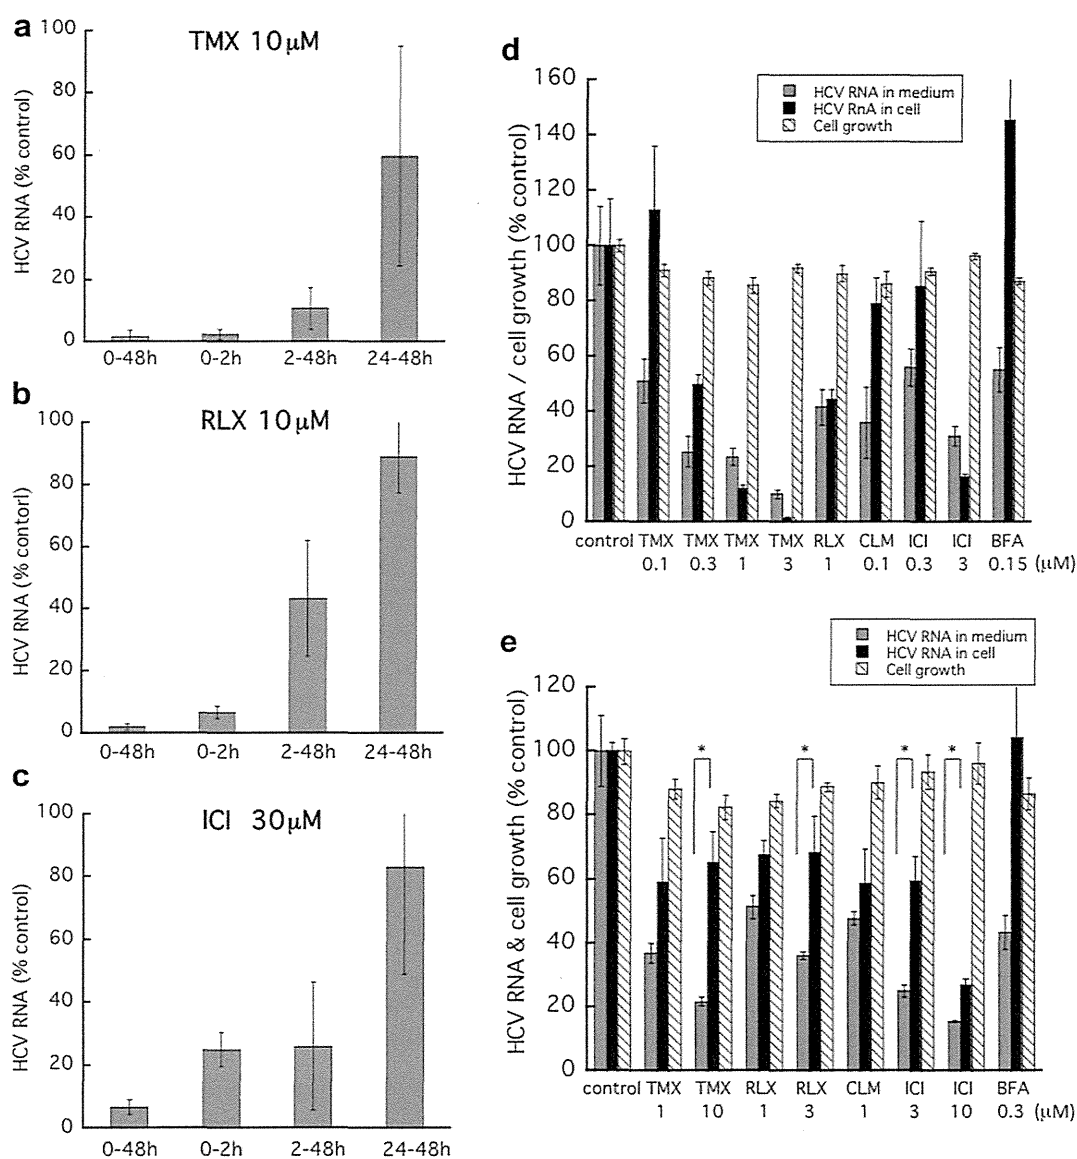 a
TMX 10 µM
HCV RNA (% control)
100
80
60
40
20
0
0-48h 0-2h 2-48h 24-48h
b
RLX 10 µM
HCV RNA (% contorl)
100
80
60
40
20
0
0-48h 0-2h 2-48h 24-48h
c
ICI 30µM
HCV RNA (% control)
100
80
60
40
20
0
0-48h 0-2h 2-48h 24-48h
d
HCV RNA in medium
HCV RnA in cell
Cell growth
HCV RNA / cell growth (% control)
160
140
120
100
80
60
40
20
0
control TMX TMX TMX TMX RLX CLM ICI ICI BFA
0.1 0.3 1 3 1 0.1 0.3 3 0.15 (µM)
e
HCV RNA in medium
HCV RNA in cell
Cell growth
HCV RNA & cell growth (% control)
120
100
80
60
40
20
0
* * * *
control TMX TMX RLX RLX CLM ICI ICI BFA
1 10 1 3 1 3 10 0.3 (µM)